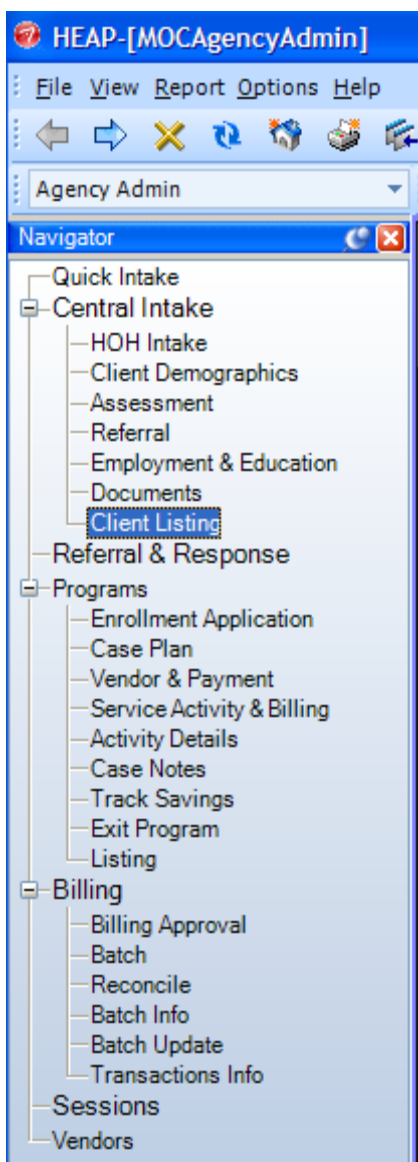 HEAP-[MOCAgencyAdmin]
File View Report Options Help
Agency Admin
Navigator
Quick Intake
Central Intake
HOH Intake
Client Demographics
Assessment
Referral
Employment & Education
Documents
Client Listing
Referral & Response
Programs
Enrollment Application
Case Plan
Vendor & Payment
Service Activity & Billing
Activity Details
Case Notes
Track Savings
Exit Program
Listing
Billing
Billing Approval
Batch
Reconcile
Batch Info
Batch Update
Transactions Info
Sessions
Vendors